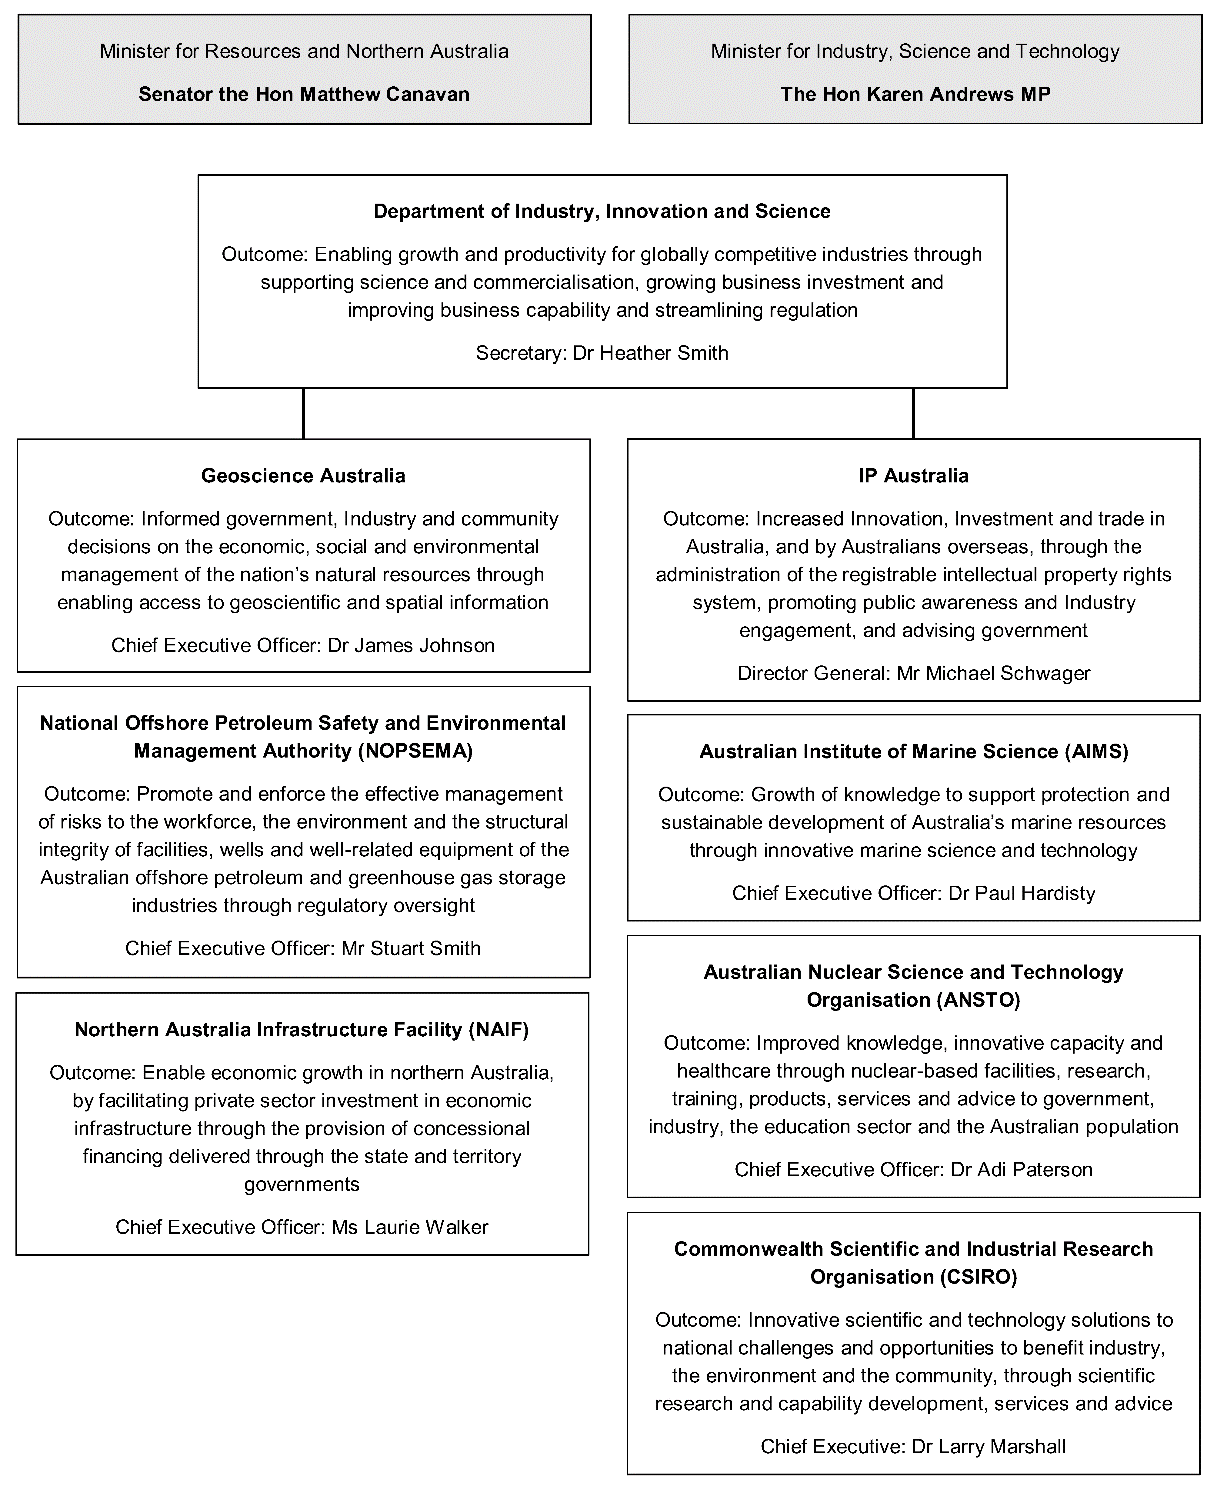 Minister for Resources and Northern Australia
Senator the Hon Matthew Canavan
Minister for Industry, Science and Technology
The Hon Karen Andrews MP
Department of Industry, Innovation and Science
Outcome: Enabling growth and productivity for globally competitive industries through
supporting science and commercialisation, growing business investment and
improving business capability and streamlining regulation
Secretary: Dr Heather Smith
Geoscience Australia
Outcome: Informed government, Industry and community
decisions on the economic, social and environmental
management of the nation's natural resources through
enabling access to geoscientific and spatial information
Chief Executive Officer: Dr James Johnson
National Offshore Petroleum Safety and Environmental
Management Authority (NOPSEMA)
Outcome: Promote and enforce the effective management
of risks to the workforce, the environment and the structural
integrity of facilities, wells and well-related equipment of the
Australian offshore petroleum and greenhouse gas storage
industries through regulatory oversight
Chief Executive Officer: Mr Stuart Smith
Northern Australia Infrastructure Facility (NAIF)
Outcome: Enable economic growth in northern Australia,
by facilitating private sector investment in economic
infrastructure through the provision of concessional
financing delivered through the state and territory
governments
Chief Executive Officer: Ms Laurie Walker
IP Australia
Outcome: Increased Innovation, Investment and trade in
Australia, and by Australians overseas, through the
administration of the registrable intellectual property rights
system, promoting public awareness and Industry
engagement, and advising government
Director General: Mr Michael Schwager
Australian Institute of Marine Science (AIMS)
Outcome: Growth of knowledge to support protection and
sustainable development of Australia's marine resources
through innovative marine science and technology
Chief Executive Officer: Dr Paul Hardisty
Australian Nuclear Science and Technology
Organisation (ANSTO)
Outcome: Improved knowledge, innovative capacity and
healthcare through nuclear-based facilities, research,
training, products, services and advice to government,
industry, the education sector and the Australian population
Chief Executive Officer: Dr Adi Paterson
Commonwealth Scientific and Industrial Research
Organisation (CSIRO)
Outcome: Innovative scientific and technology solutions to
national challenges and opportunities to benefit industry,
the environment and the community, through scientific
research and capability development, services and advice
Chief Executive: Dr Larry Marshall